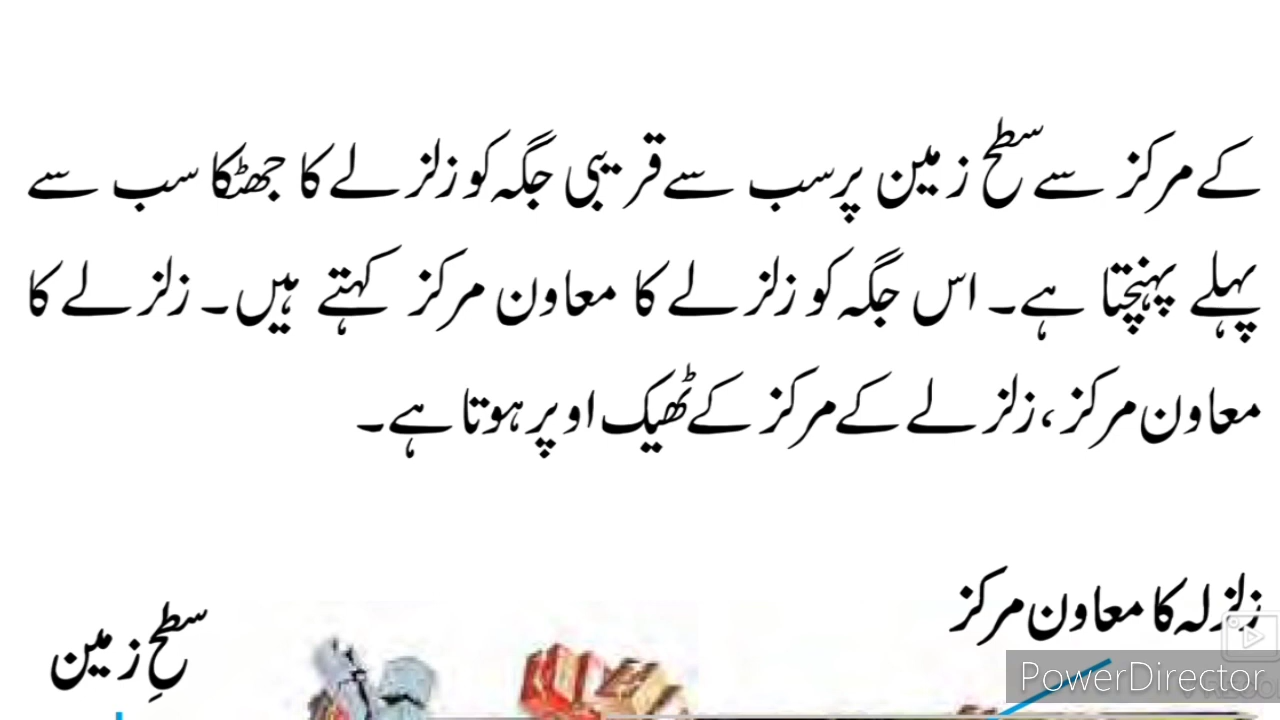 کے مرکز سے سطح زمین پر سب سے قریبی جگہ کو زلزلے کا جھٹکا سب سے
پہلے پہنچتا ہے۔ اس جگہ کو زلزلے کا معاون مرکز کہتے ہیں۔ زلزلے کا
معاون مرکز، زلزلے کے مرکز کے ٹھیک اوپر ہوتا ہے۔
زلزلہ کا معاون مرکز
سطحِ زمین
PowerDirector